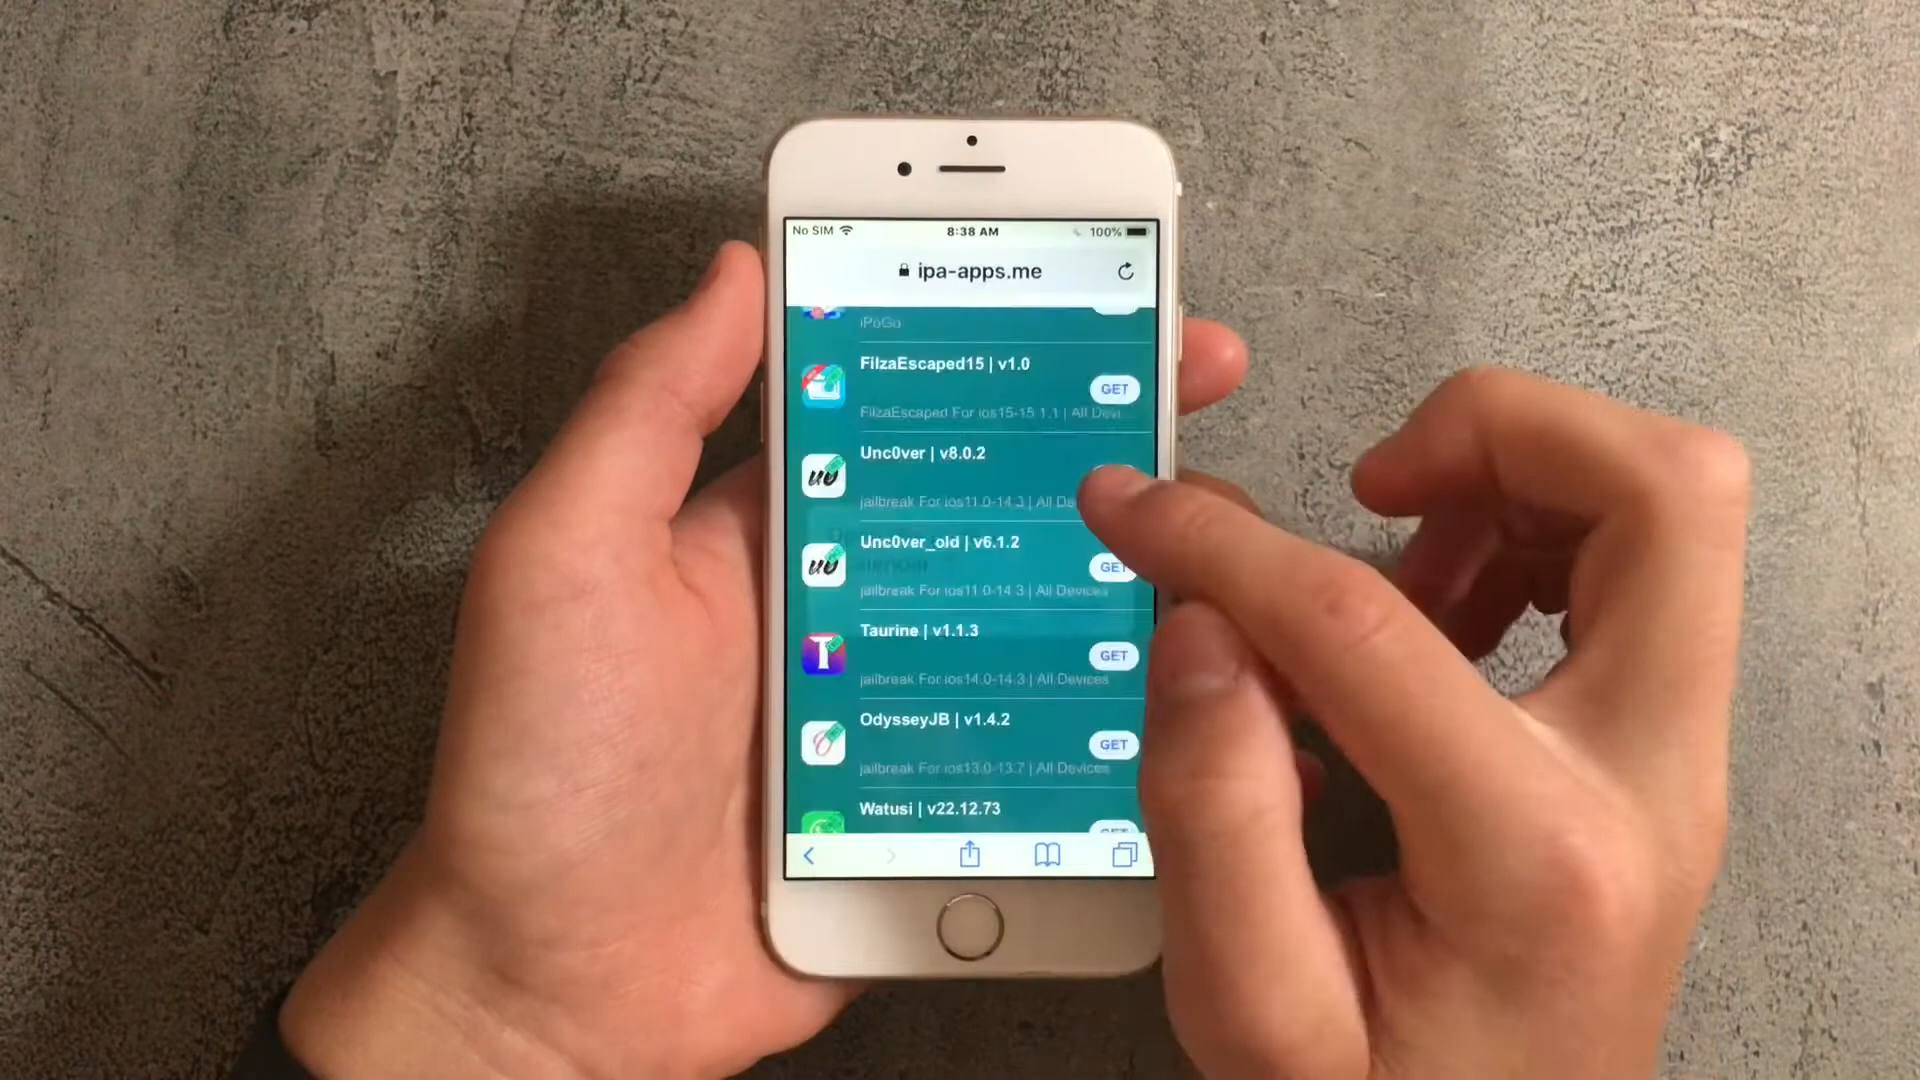 No SIM 8:38 AM 100%
ipa-apps.me
iPoGo
FilzaEscaped15 | v1.0
GET
FilzaEscaped For ios15-15.1.1 | All Devi...
Unc0ver | v8.0.2
jailbreak For ios11.0-14.3 | All De
Unc0ver_old | v6.1.2
GET
jailbreak For ios11.0-14.3 | All Devices
Taurine | v1.1.3
GET
jailbreak For ios14.0-14.3 | All Devices
OdysseyJB | v1.4.2
GET
jailbreak For ios13.0-13.7 | All Devices
Watusi | v22.12.73
GET